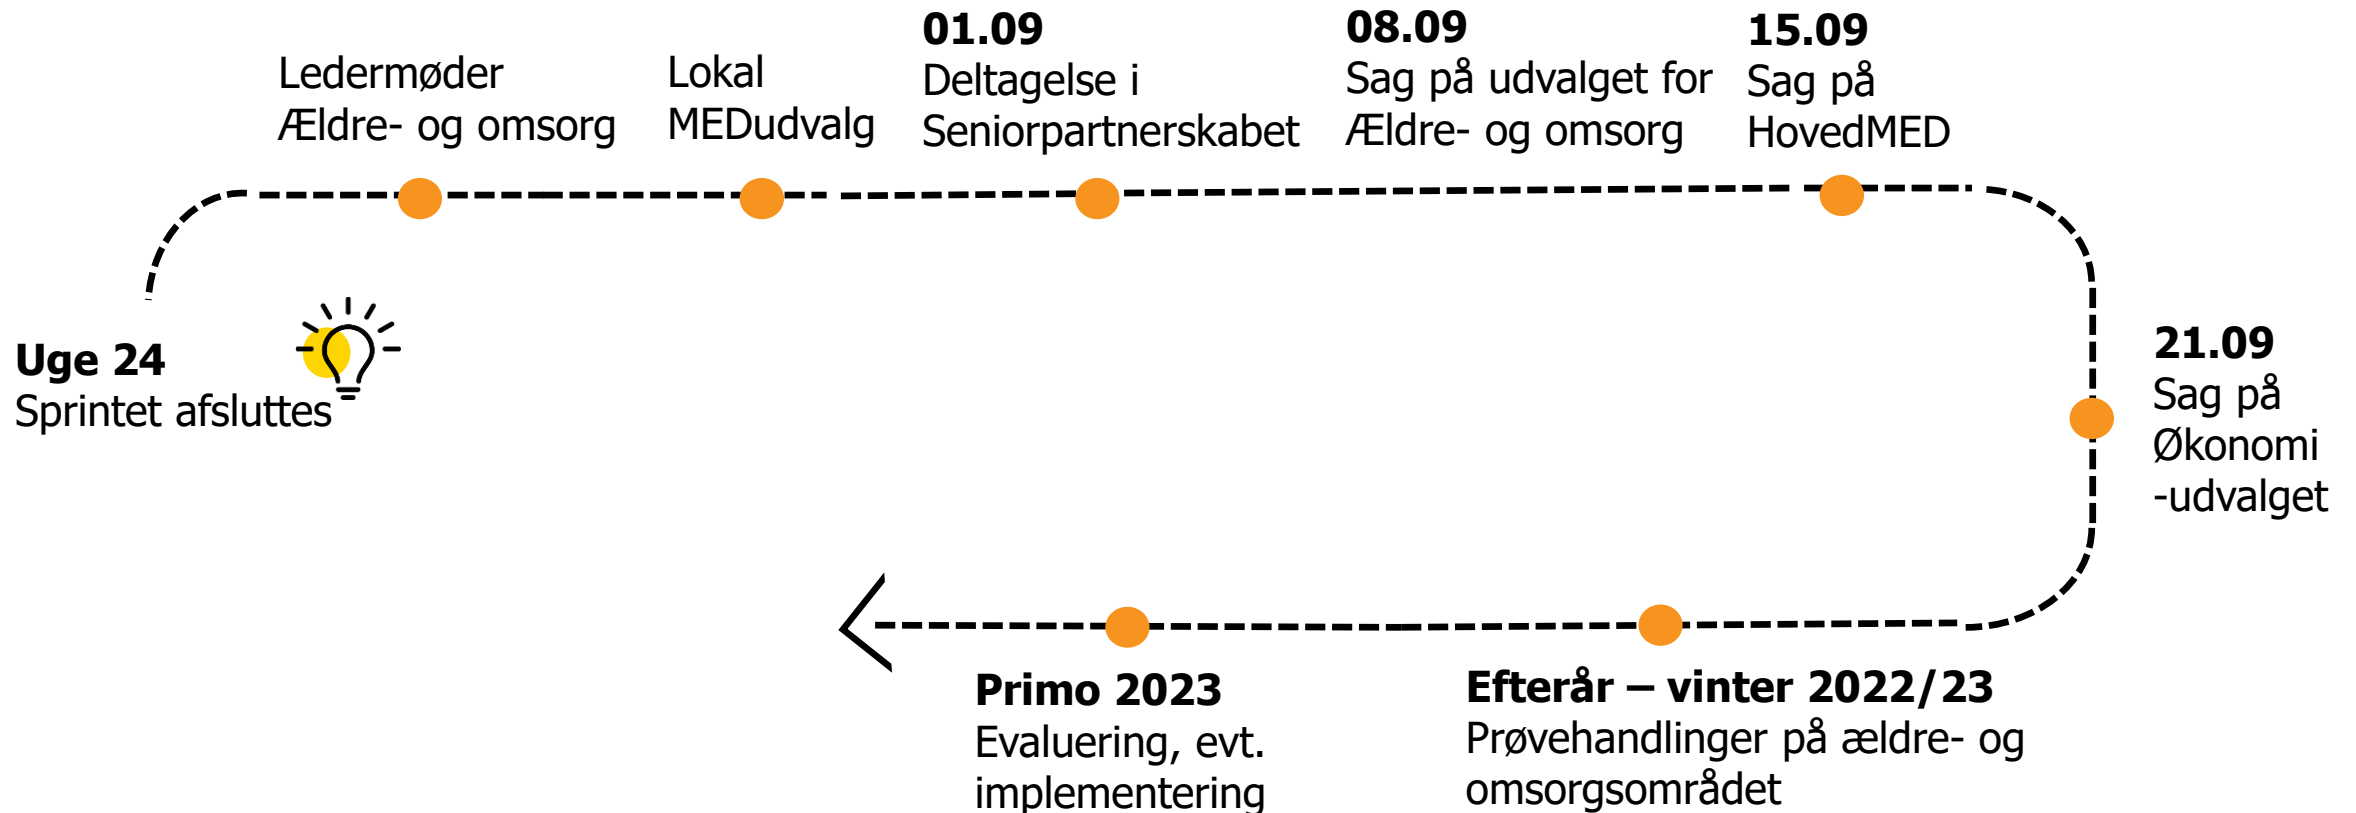 Uge 24
Sprintet afsluttes
Ledermøder
Ældre- og omsorg
Lokal
MEDudvalg
01.09
Deltagelse i
Seniorpartnerskabet
08.09
Sag på udvalget for
Ældre- og omsorg
15.09
Sag på
HovedMED
21.09
Sag på
Økonomi
-udvalget
Efterår – vinter 2022/23
Prøvehandlinger på ældre- og
omsorgsområdet
Primo 2023
Evaluering, evt.
implementering